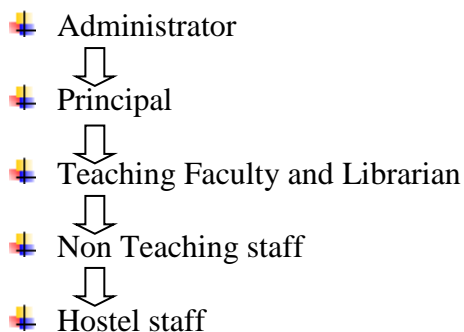 Administrator
Principal
Teaching Faculty and Librarian
Non Teaching staff
Hostel staff